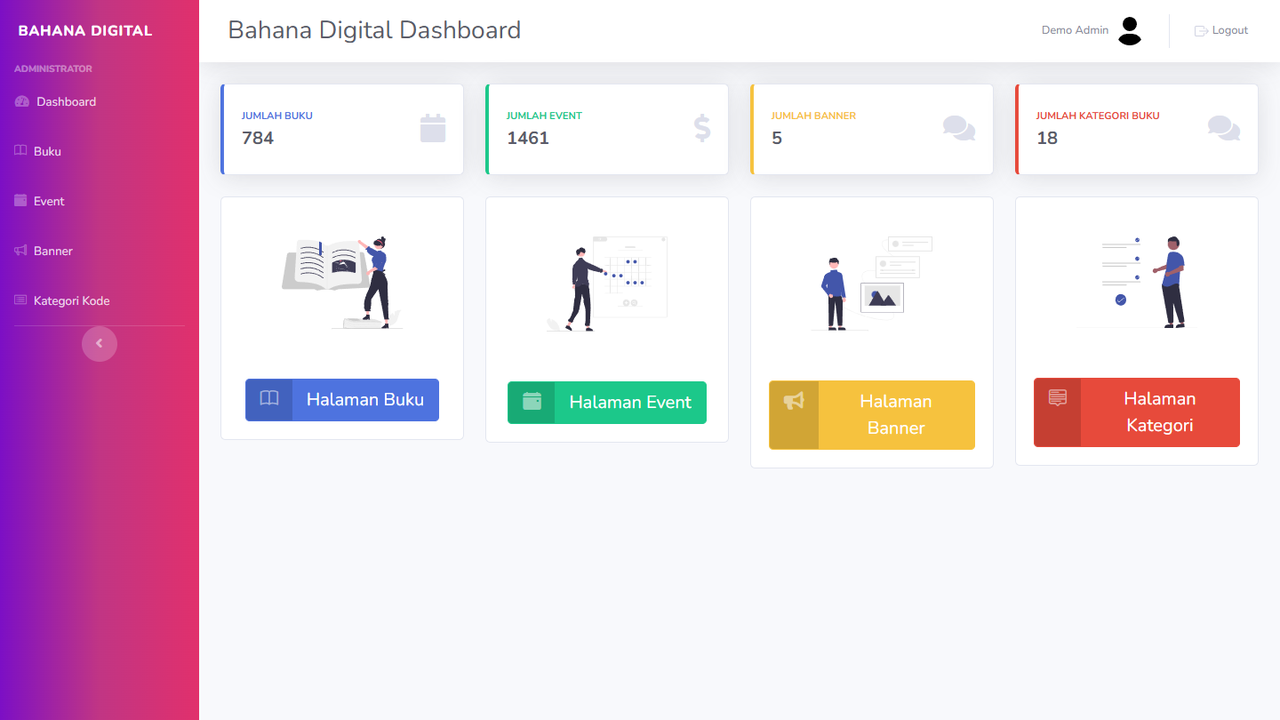 BAHANA DIGITAL
ADMINISTRATOR
Dashboard
Buku
Event
Banner
Kategori Kode
Bahana Digital Dashboard
Demo Admin
Logout
JUMLAH BUKU
784
JUMLAH EVENT
1461
JUMLAH BANNER
5
JUMLAH KATEGORI BUKU
18
Halaman Buku
Halaman Event
Halaman
Banner
Halaman
Kategori